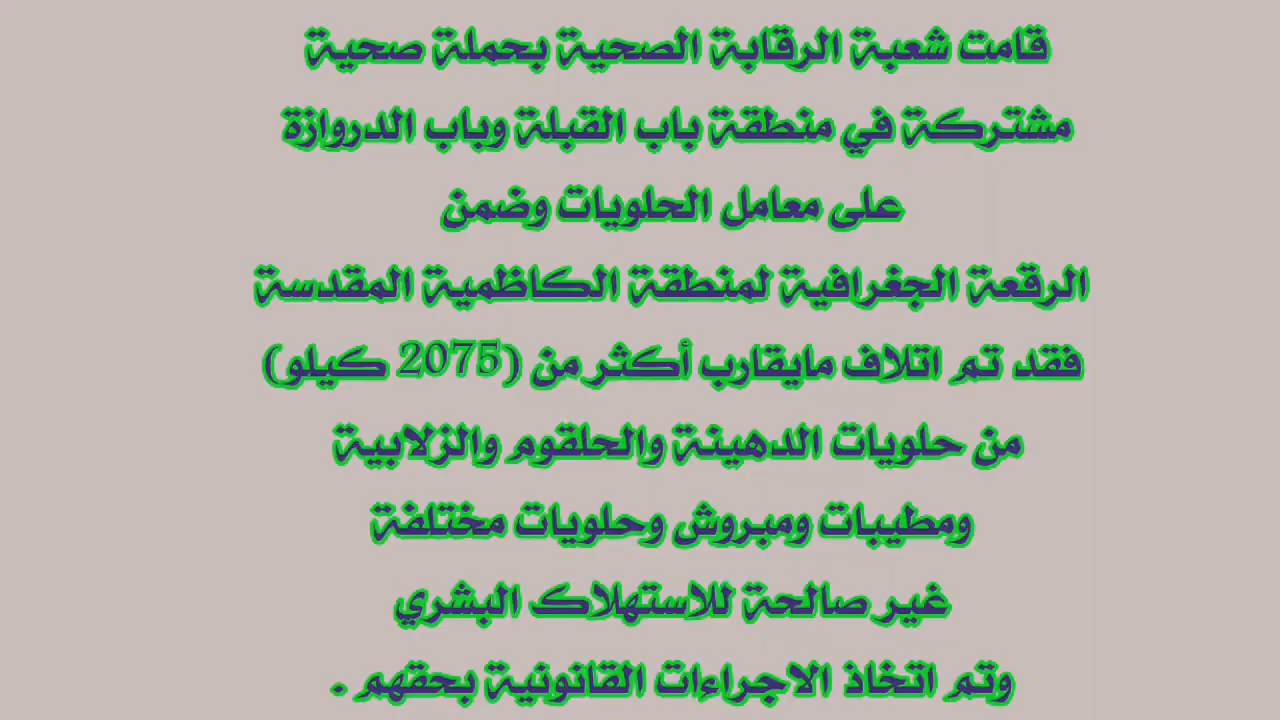 قامت شعبة الرقابة الصحية بحملة صحية
مشتركة في منطقة باب القبلة وباب الدروازة
على معامل الحلويات وضمن
الرقعة الجغرافية لمنطقة الكاظمية المقدسة
فقد تم اتلاف مايقارب أكثر من (2075 كيلو)
من حلويات الدهينة والحلقوم والزلابية
ومطيبات ومبروش وحلويات مختلفة
غير صالحة للاستهلاك البشري
وتم اتخاذ الاجراءات القانونية بحقهم .